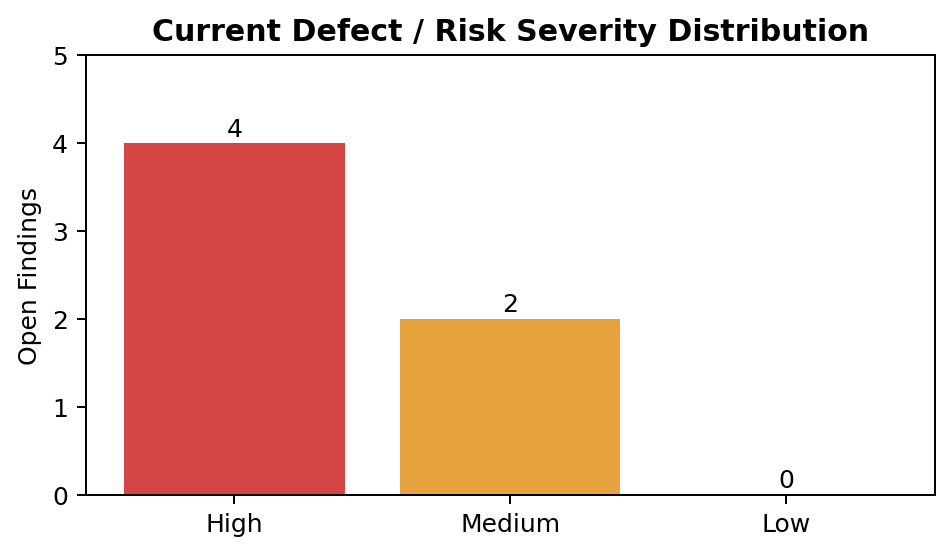 Current Defect / Risk Severity Distribution
5
4
3
2
1
0
Open Findings
4
2
0
High
Medium
Low